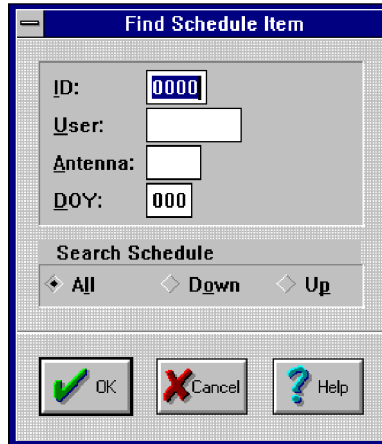 Find Schedule Item
ID: 0000
User:
Antenna:
DOY: 000
Search Schedule
All Down Up
OK Cancel Help